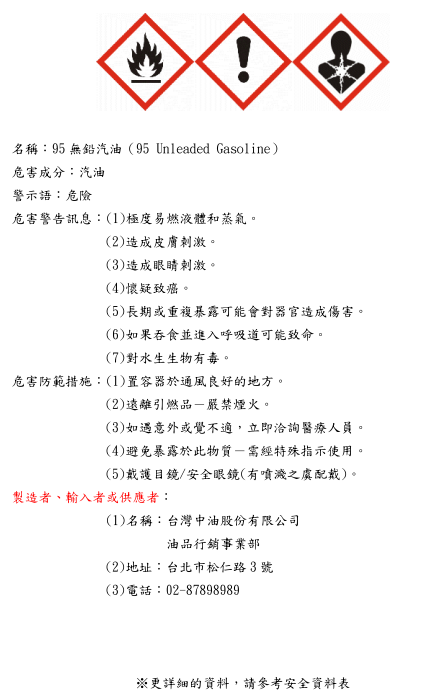 名稱：95 無鉛汽油（95 Unleaded Gasoline）
危害成分：汽油
警示語：危險
危害警告訊息：(1)極度易燃液體和蒸氣。
(2)造成皮膚刺激。
(3)造成眼睛刺激。
(4)懷疑致癌。
(5)長期或重複暴露可能會對器官造成傷害。
(6)如果吞食並進入呼吸道可能致命。
(7)對水生生物有毒。
危害防範措施：(1)置容器於通風良好的地方。
(2)遠離引燃品－嚴禁煙火。
(3)如遇意外或覺不適，立即洽詢醫療人員。
(4)避免暴露於此物質－需經特殊指示使用。
(5)戴護目鏡/安全眼鏡(有噴濺之虞配戴)。
製造者、輸入者或供應者：
(1)名稱：台灣中油股份有限公司
油品行銷事業部
(2)地址：台北市松仁路 3 號
(3)電話：02-87898989
※更詳細的資料，請參考安全資料表